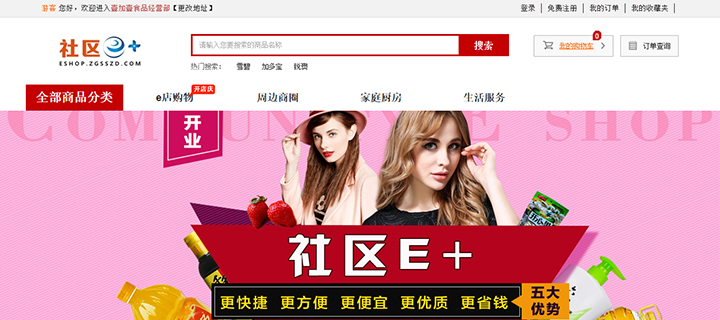 游客 您好，欢迎进入壹加壹食品经营部【更改地址】
登录 | 免费注册 | 我的订单 | 我的收藏夹 |
社区e+
ESHOP.ZGSSZD.COM
请输入您要搜索的商品名称
搜索
热门搜索： 雪碧 加多宝 锐澳
我的购物车
0
订单查询
全部商品分类
e店购物
开店庆
周边商圈
家庭厨房
生活服务
开业
社区E+
更快捷 更方便 更便宜 更优质 更省钱
五大
优势